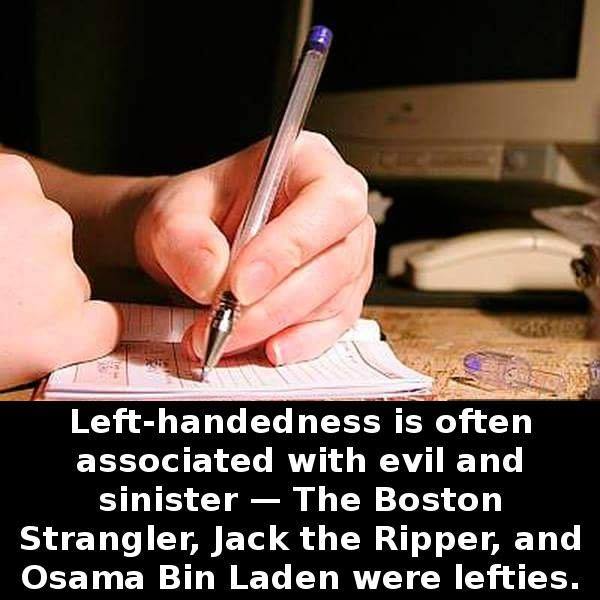 Left-handedness is often
associated with evil and
sinister — The Boston
Strangler, Jack the Ripper, and
Osama Bin Laden were lefties.